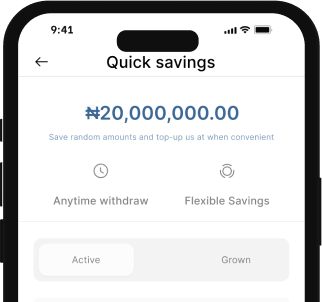 9:41
Quick savings
₦20,000,000.00
Save random amounts and top-up us at when convenient
Anytime withdraw Flexible Savings
Active Grown